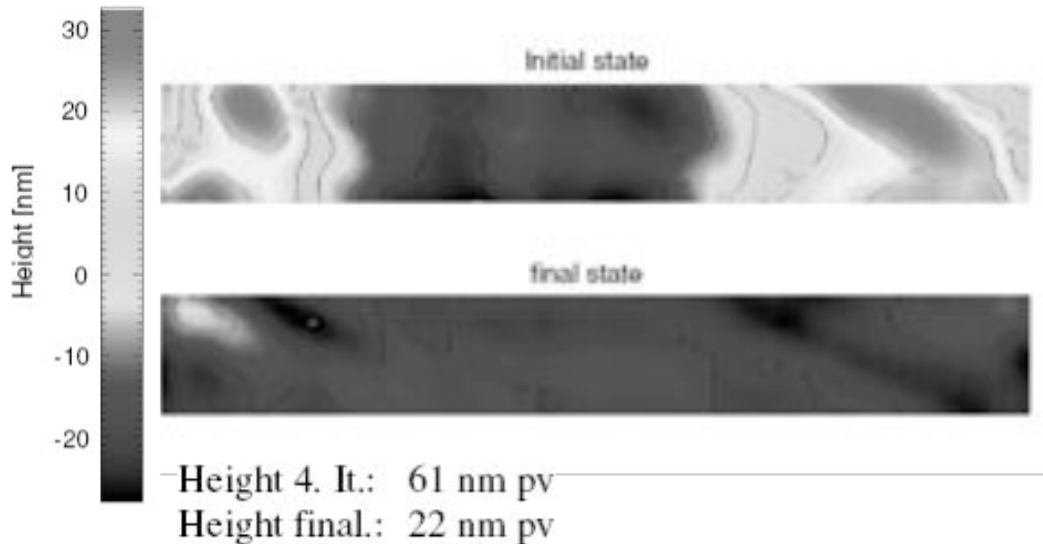 Initial state
30
20
10
0
-10
-20
Height [nm]
final state
Height 4. It.: 61 nm pv
Height final.: 22 nm pv